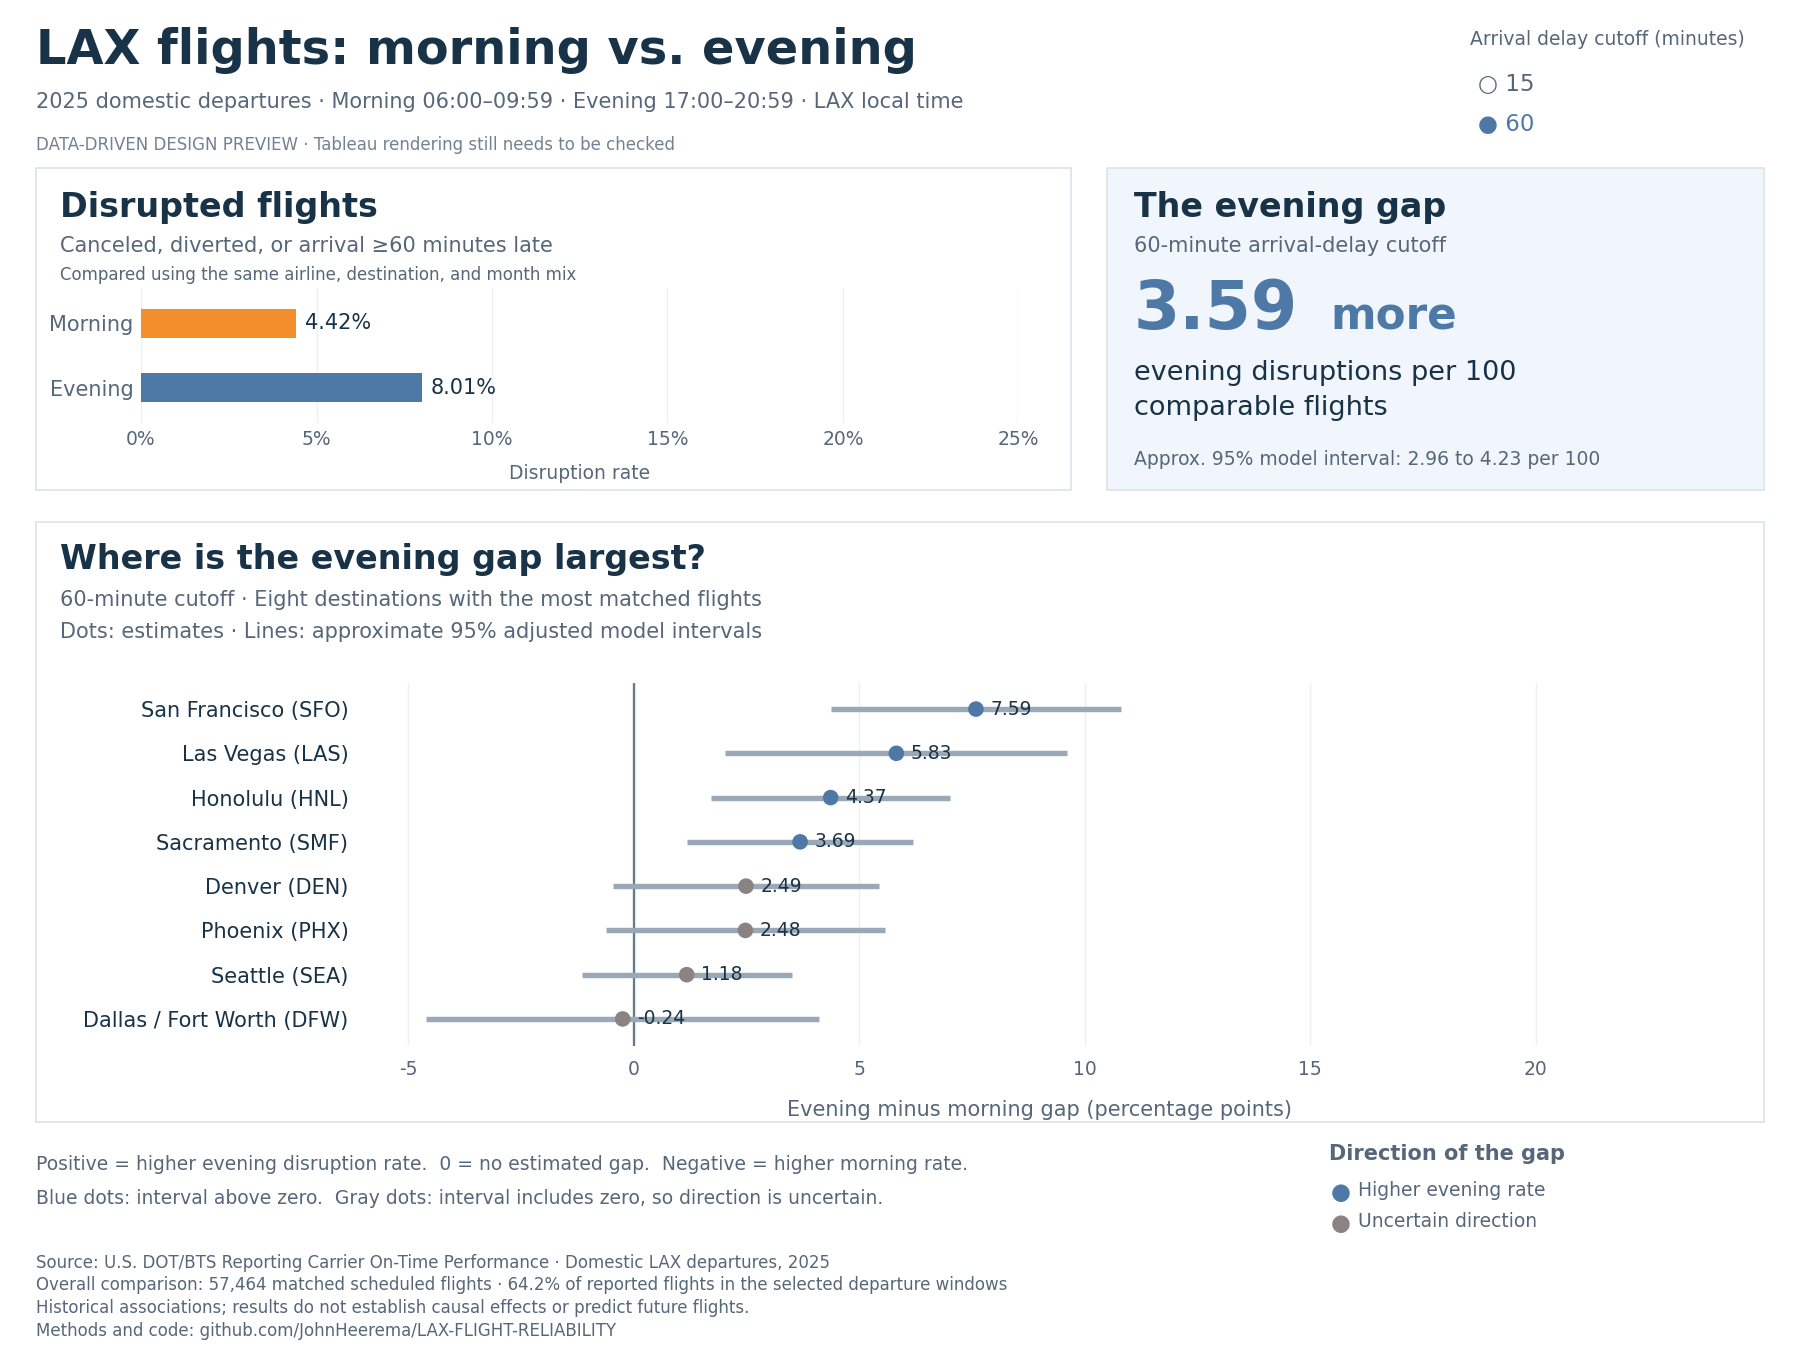 LAX flights: morning vs. evening
2025 domestic departures · Morning 06:00–09:59 · Evening 17:00–20:59 · LAX local time
DATA-DRIVEN DESIGN PREVIEW · Tableau rendering still needs to be checked
Arrival delay cutoff (minutes)
15
60
Disrupted flights
Canceled, diverted, or arrival ≥60 minutes late
Compared using the same airline, destination, and month mix
Morning 4.42%
Evening 8.01%
0% 5% 10% 15% 20% 25%
Disruption rate
The evening gap
60-minute arrival-delay cutoff
3.59 more
evening disruptions per 100
comparable flights
Approx. 95% model interval: 2.96 to 4.23 per 100
Where is the evening gap largest?
60-minute cutoff · Eight destinations with the most matched flights
Dots: estimates · Lines: approximate 95% adjusted model intervals
San Francisco (SFO) 7.59
Las Vegas (LAS) 5.83
Honolulu (HNL) 4.37
Sacramento (SMF) 3.69
Denver (DEN) 2.49
Phoenix (PHX) 2.48
Seattle (SEA) 1.18
Dallas / Fort Worth (DFW) -0.24
-5 0 5 10 15 20
Evening minus morning gap (percentage points)
Positive = higher evening disruption rate.  0 = no estimated gap.  Negative = higher morning rate.
Blue dots: interval above zero.  Gray dots: interval includes zero, so direction is uncertain.
Direction of the gap
Higher evening rate
Uncertain direction
Source: U.S. DOT/BTS Reporting Carrier On-Time Performance · Domestic LAX departures, 2025
Overall comparison: 57,464 matched scheduled flights · 64.2% of reported flights in the selected departure windows
Historical associations; results do not establish causal effects or predict future flights.
Methods and code: github.com/JohnHeerema/LAX-FLIGHT-RELIABILITY